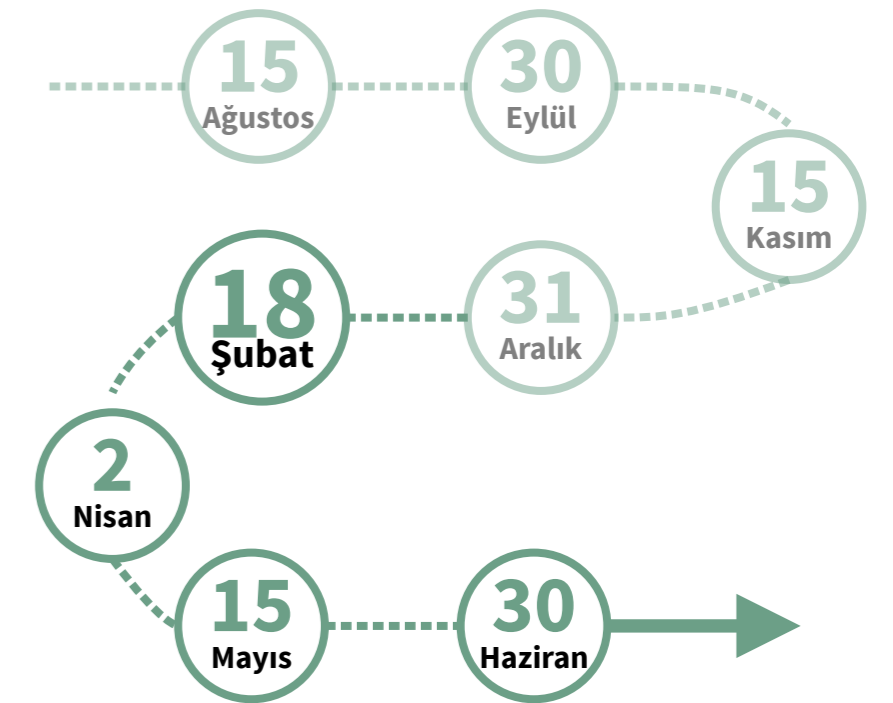 15
Ağustos
30
Eylül
15
Kasım
31
Aralık
18
Şubat
2
Nisan
15
Mayıs
30
Haziran